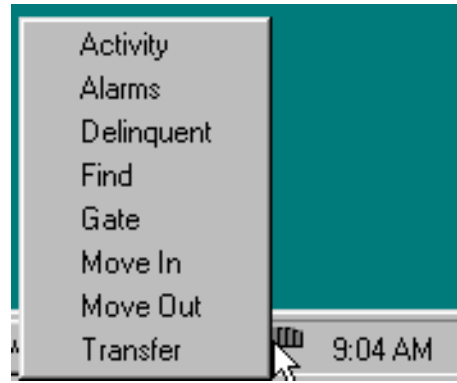 Activity
Alarms
Delinquent
Find
Gate
Move In
Move Out
Transfer
9:04 AM